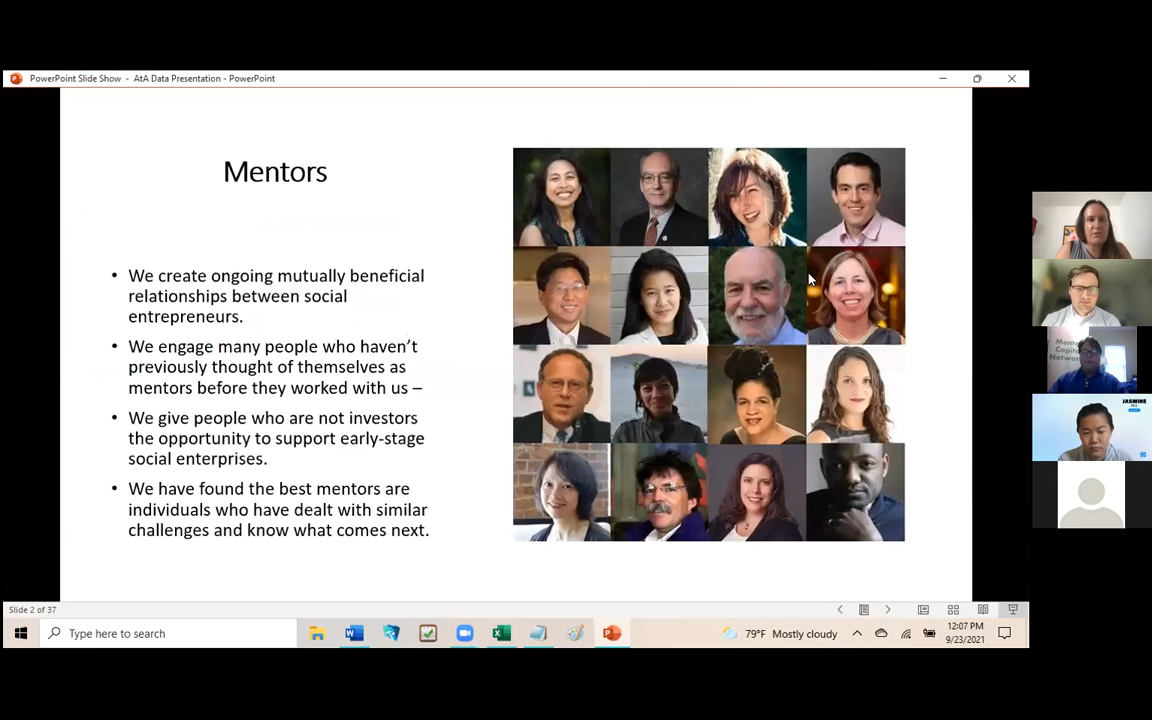 PowerPoint Slide Show - AtA Data Presentation - PowerPoint
Mentors
• We create ongoing mutually beneficial
relationships between social
entrepreneurs.
• We engage many people who haven't
previously thought of themselves as
mentors before they worked with us –
• We give people who are not investors
the opportunity to support early-stage
social enterprises.
• We have found the best mentors are
individuals who have dealt with similar
challenges and know what comes next.
Capit
Network
JASMINE
Slide 2 of 37
Type here to search
79°F Mostly cloudy
12:07 PM
9/23/2021